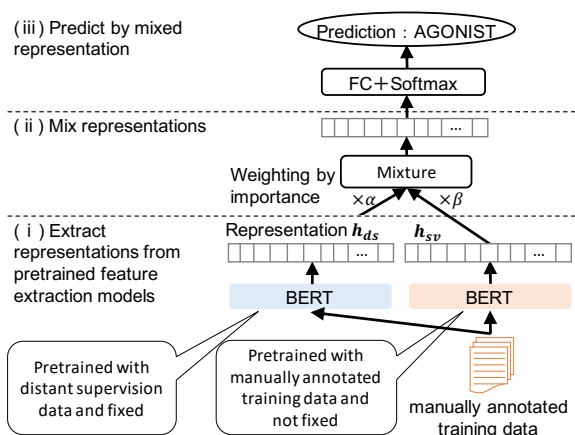 (iii) Predict by mixed
representation
Prediction：AGONIST
FC＋Softmax
(ii) Mix representations
...
Weighting by
importance
Mixture
×α
×β
(i) Extract
representations from
pretrained feature
extraction models
Representation h_ds
h_sv
...
...
BERT
BERT
Pretrained with
distant supervision
data and fixed
Pretrained with
manually annotated
training data and
not fixed
manually annotated
training data